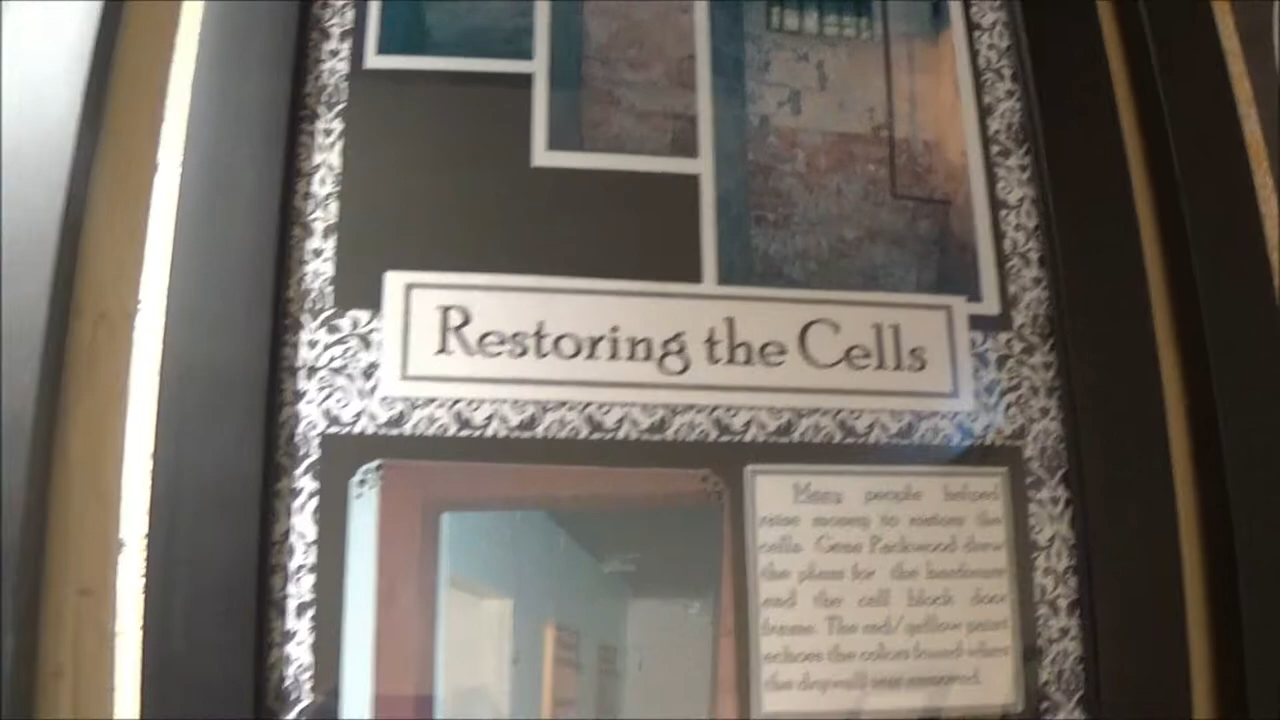 Restoring the Cells
Many people helped
raise money to restore the
cells. Gene Packwood drew
the plans for the
and the cell block door
frame. The red/yellow paint
echoes the colors found when
the drywall was removed.